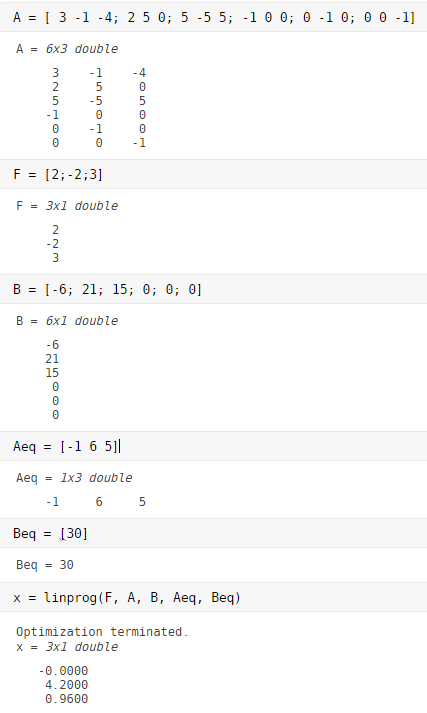 A = [ 3 -1 -4; 2 5 0; 5 -5 5; -1 0 0; 0 -1 0; 0 0 -1]
A = 6x3 double
3 -1 -4
2 5 0
5 -5 5
-1 0 0
0 -1 0
0 0 -1
F = [2;-2;3]
F = 3x1 double
2
-2
3
B = [-6; 21; 15; 0; 0; 0]
B = 6x1 double
-6
21
15
0
0
0
Aeq = [-1 6 5]
Aeq = 1x3 double
-1 6 5
Beq = [30]
Beq = 30
x = linprog(F, A, B, Aeq, Beq)
Optimization terminated.
x = 3x1 double
-0.0000
4.2000
0.9600